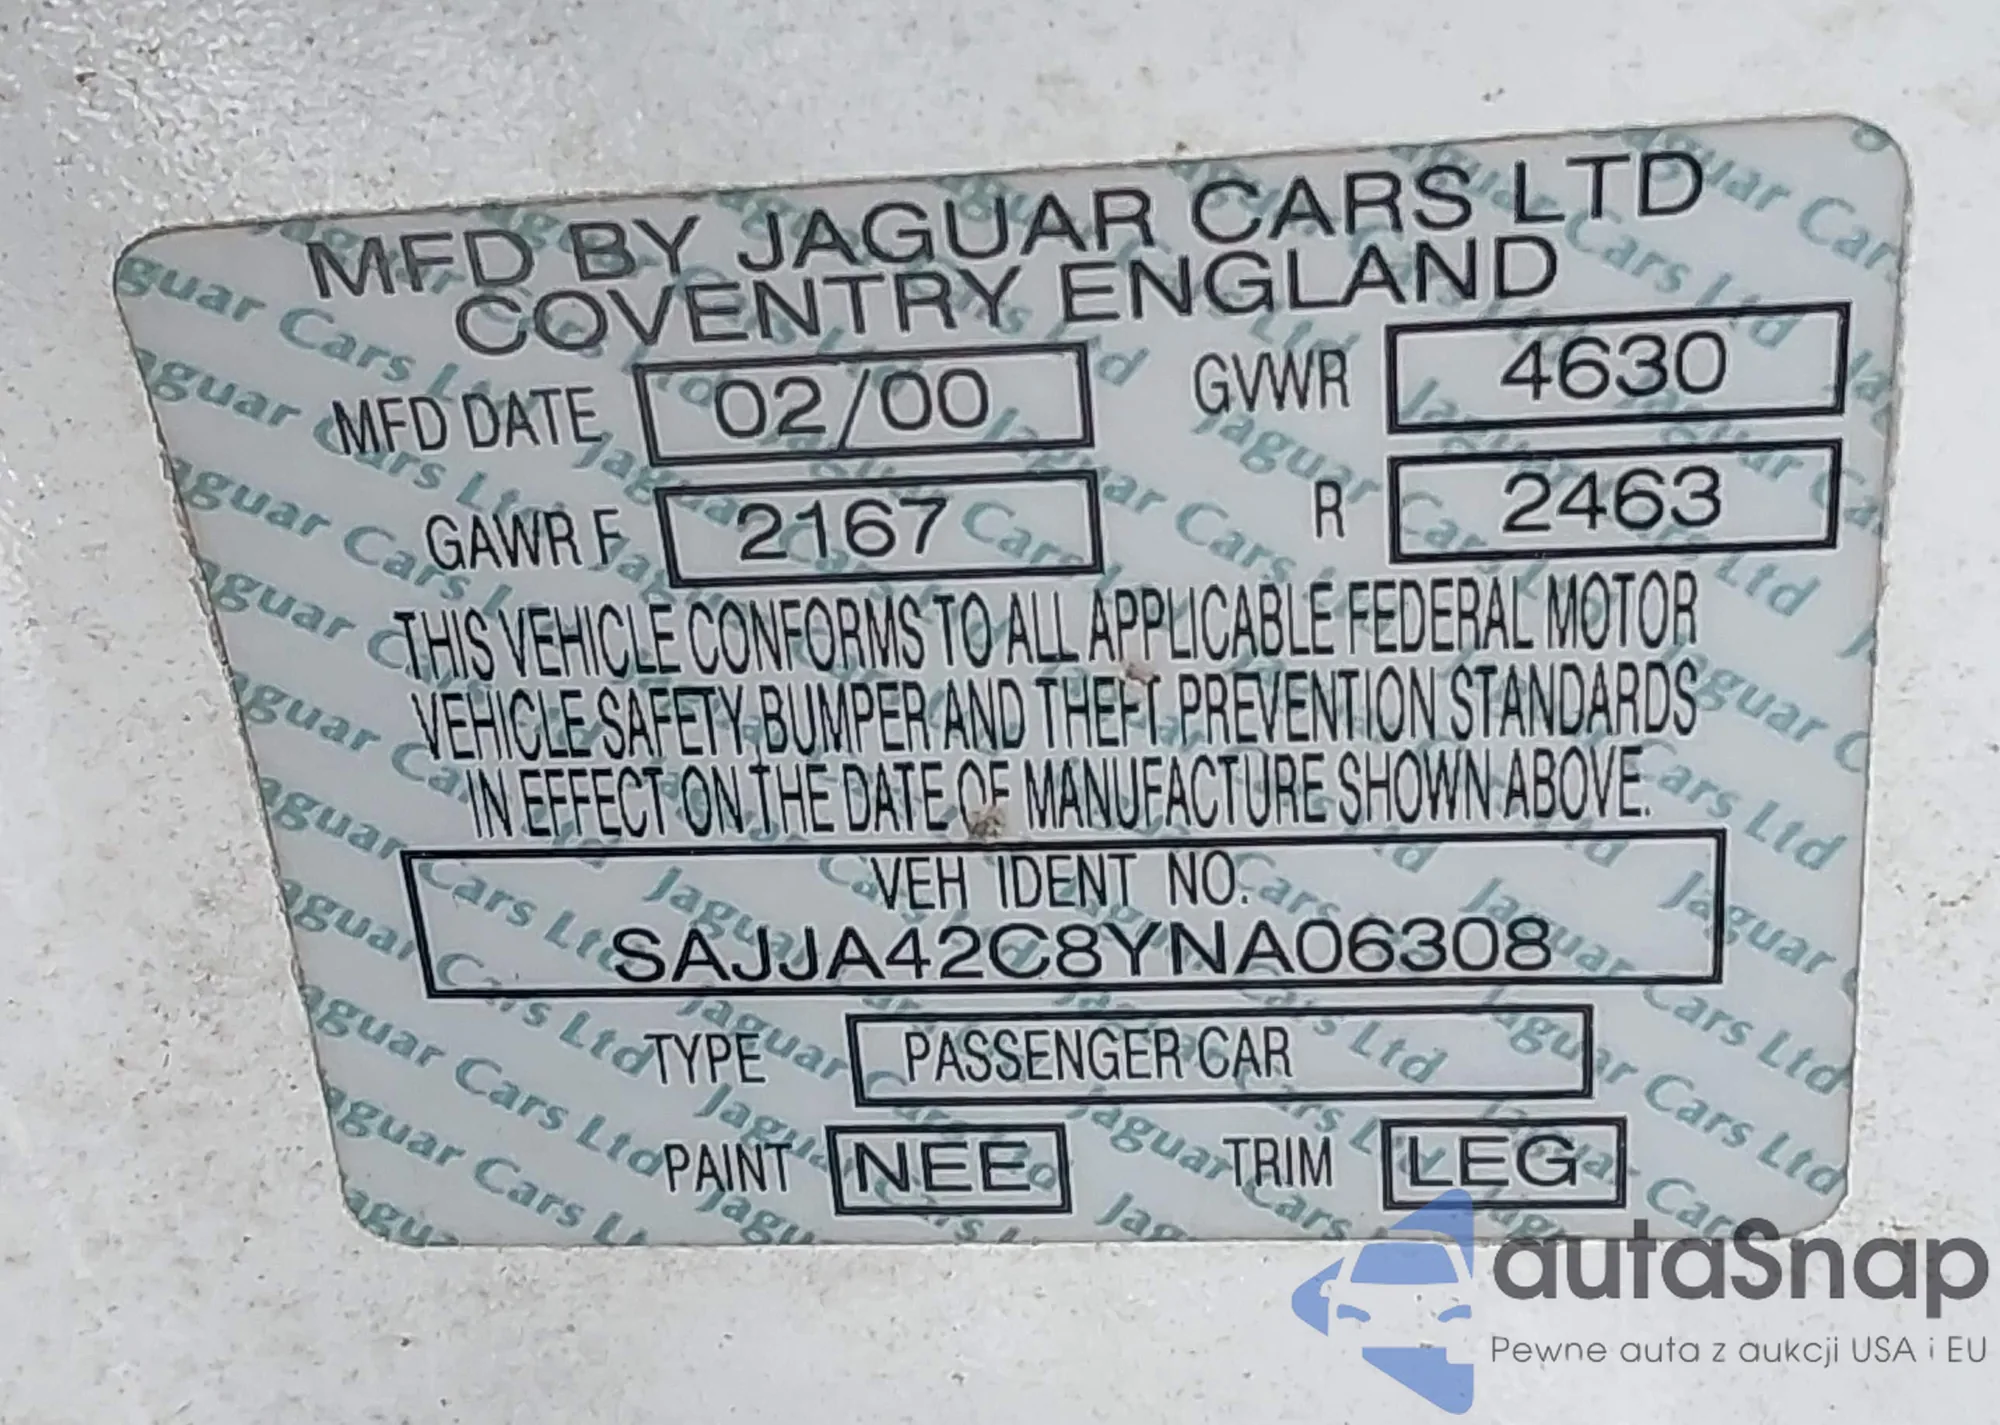 MFD BY JAGUAR CARS LTD
COVENTRY ENGLAND
MFD DATE 02/00 GVWR 4630
GAWR F 2167 R 2463
THIS VEHICLE CONFORMS TO ALL APPLICABLE FEDERAL MOTOR
VEHICLE SAFETY, BUMPER AND THEFT PREVENTION STANDARDS
IN EFFECT ON THE DATE OF MANUFACTURE SHOWN ABOVE.
VEH IDENT NO.
SAJJA42C8YNA06308
TYPE PASSENGER CAR
PAINT NEE TRIM LEG
autaSnap
Pewne auta z aukcji USA i EU